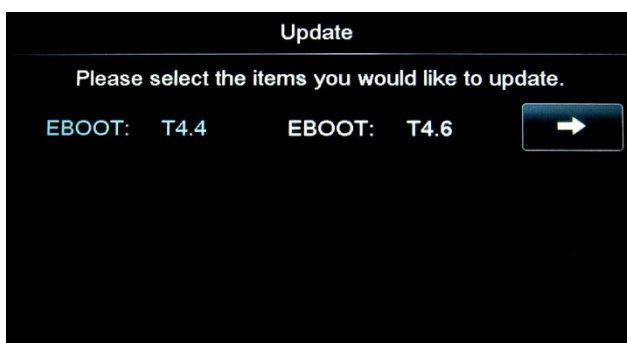 Update
Please select the items you would like to update.
EBOOT: T4.4 EBOOT: T4.6